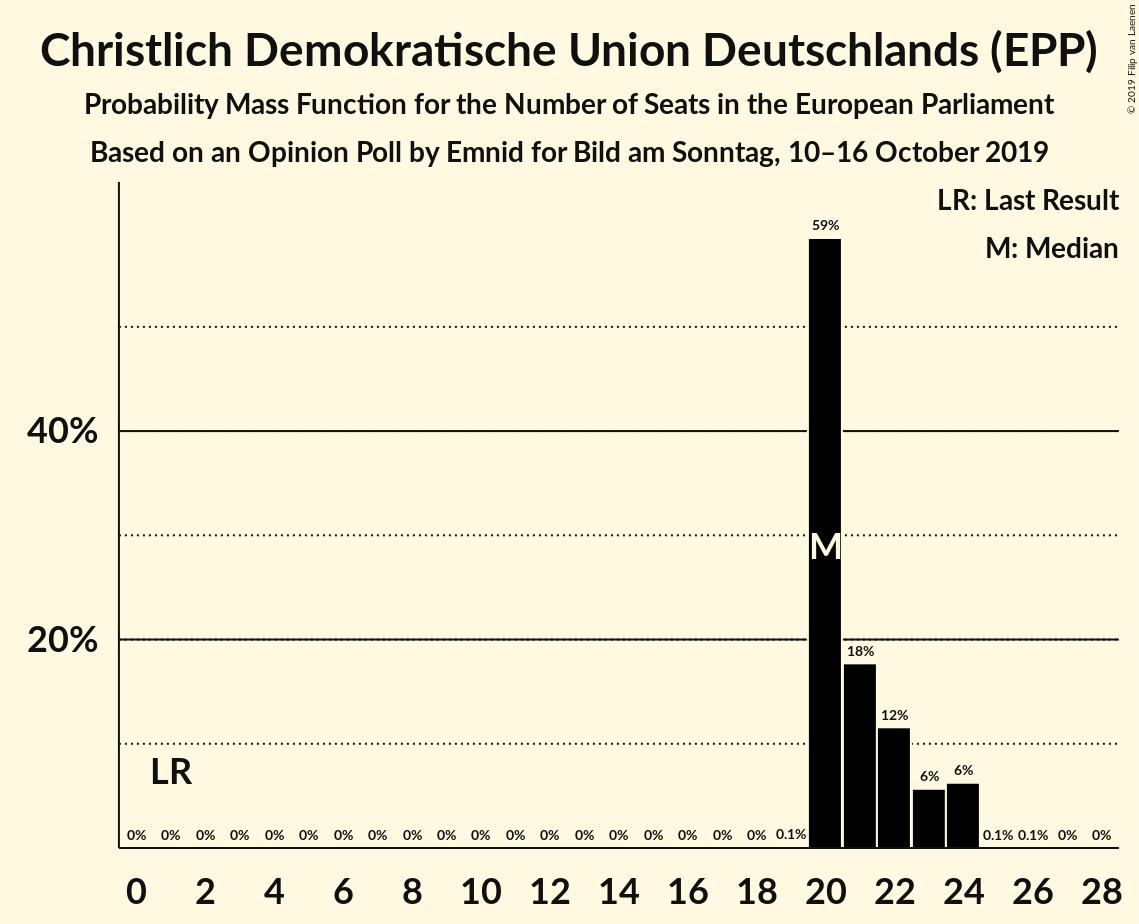 Christlich Demokratische Union Deutschlands (EPP)
Probability Mass Function for the Number of Seats in the European Parliament
Based on an Opinion Poll by Emnid for Bild am Sonntag, 10–16 October 2019
© 2019 Filip van Laenen
LR: Last Result
M: Median
59%
40%
M
20%
18%
12%
LR
6% 6%
0% 0% 0% 0% 0% 0% 0% 0% 0% 0% 0% 0% 0% 0% 0% 0% 0% 0% 0% 0.1% 0.1% 0.1% 0% 0%
0 2 4 6 8 10 12 14 16 18 20 22 24 26 28